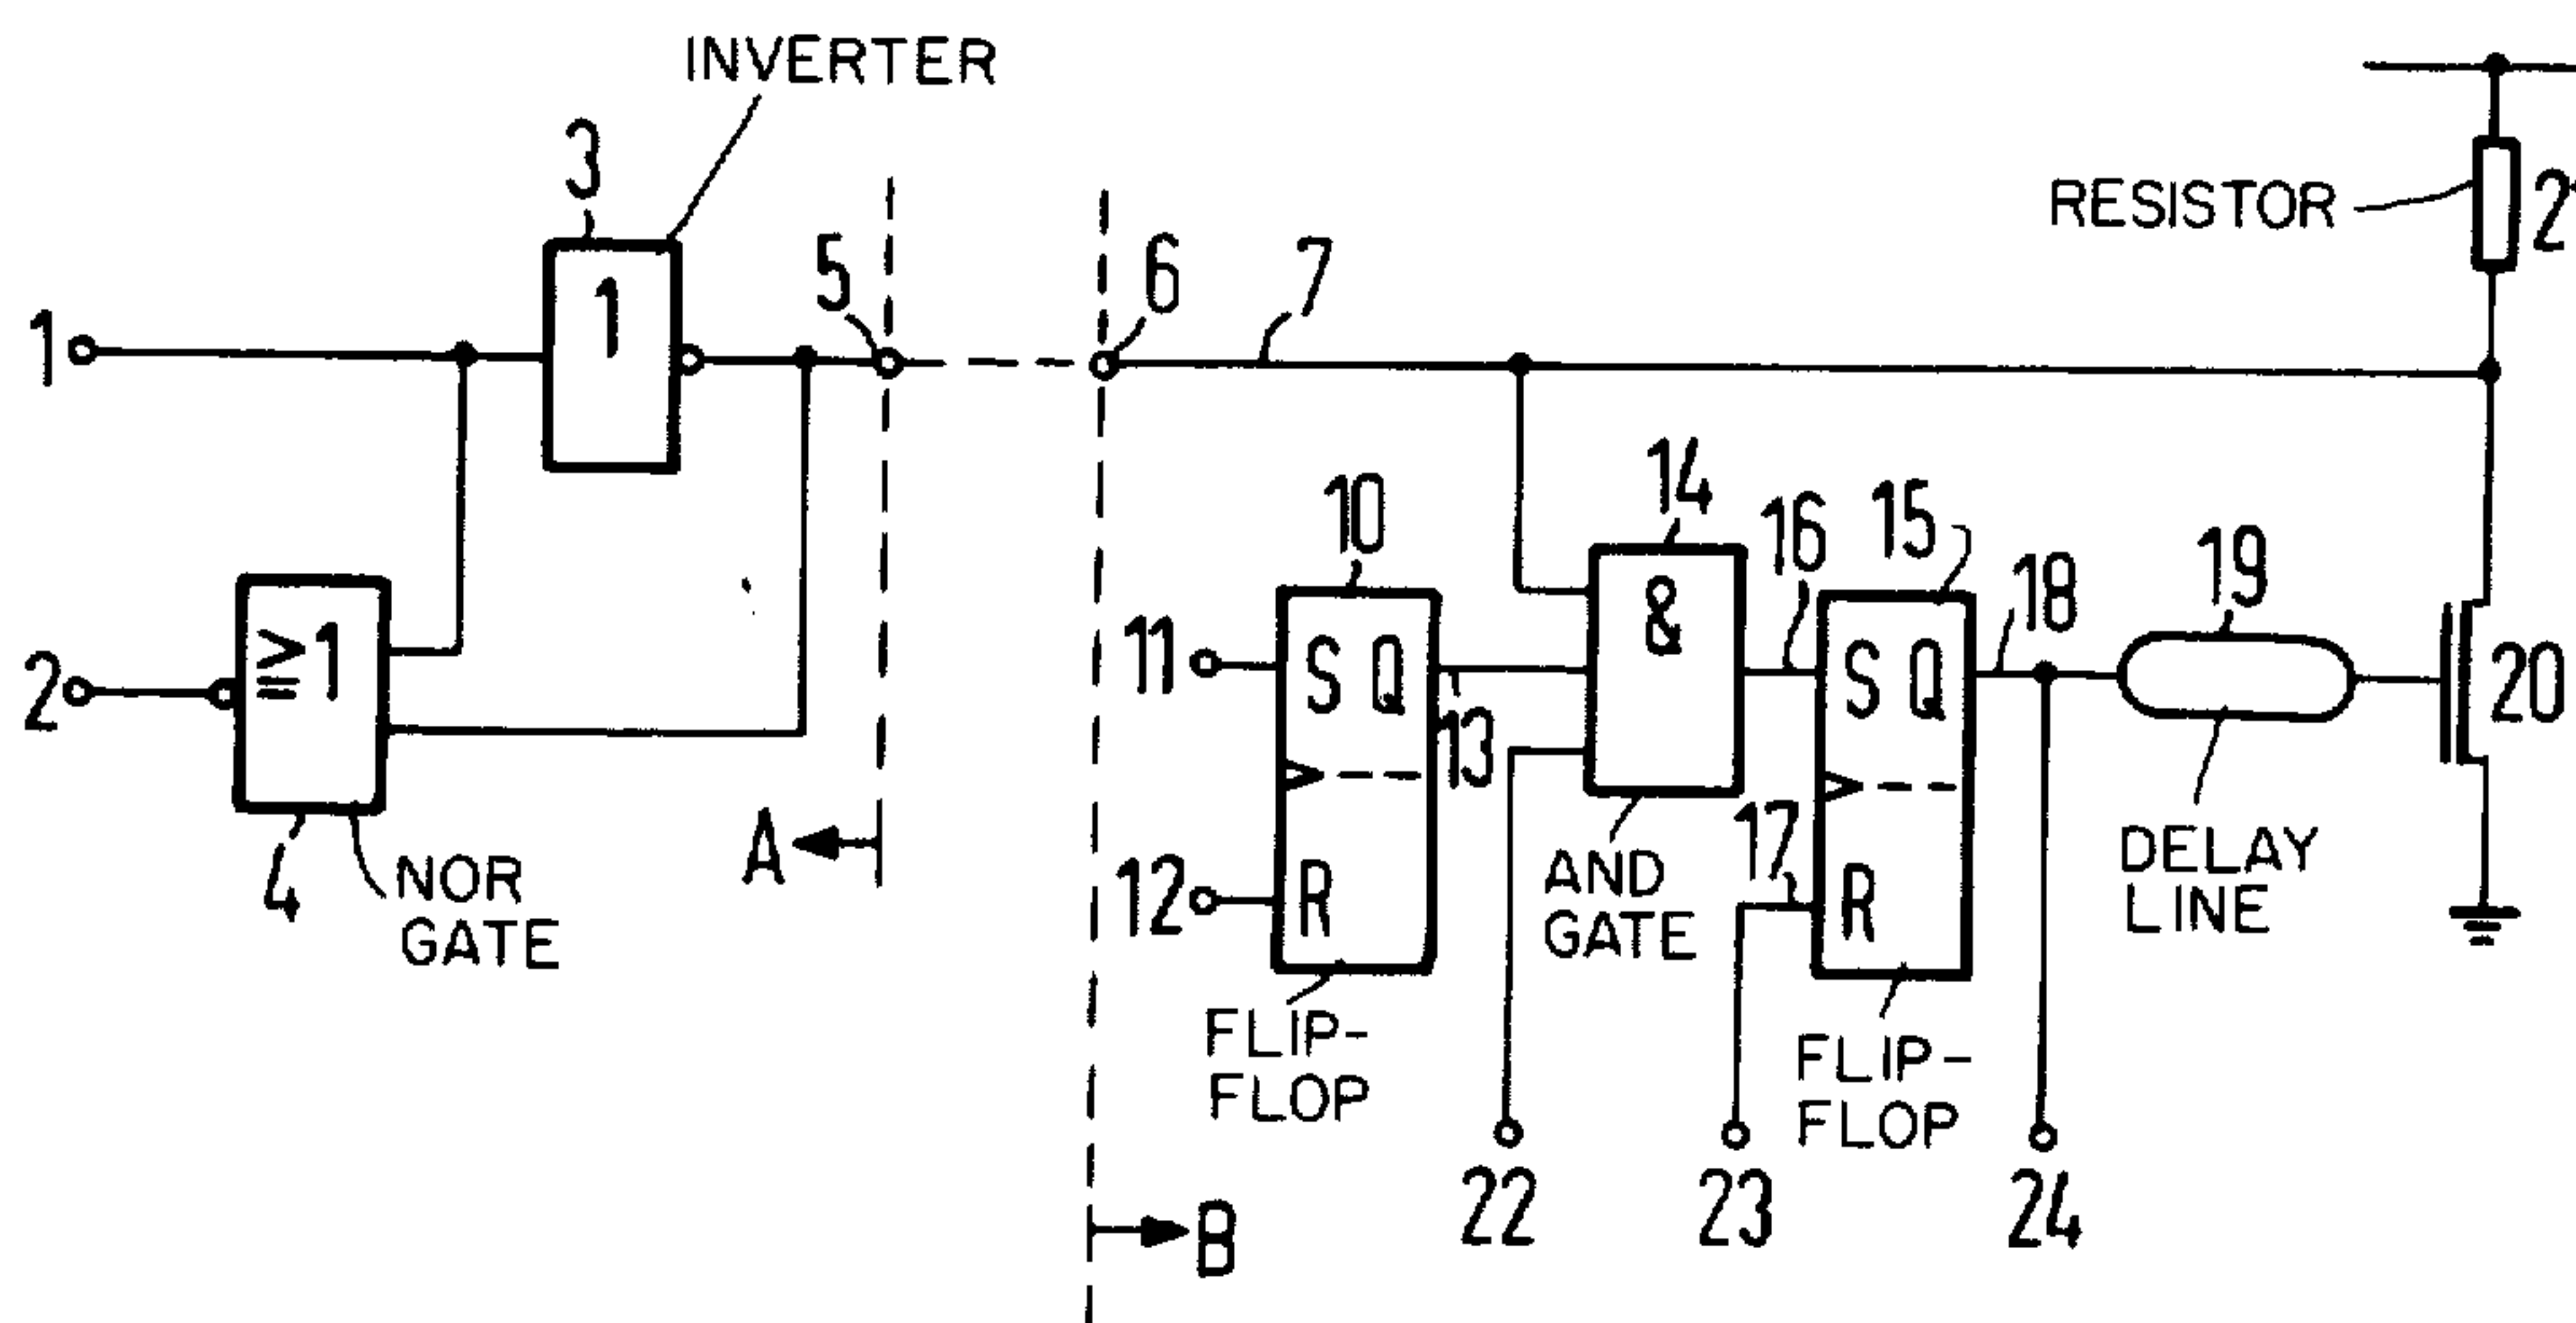 INVERTER
3
1
1
5
6
7
RESISTOR
2
≥1
4
NOR
GATE
A
10
S Q
R
11
12
13
FLIP-
FLOP
14
&
AND
GATE
16
15
S Q
R
17
FLIP-
FLOP
18
19
DELAY
LINE
20
22
23
24
B